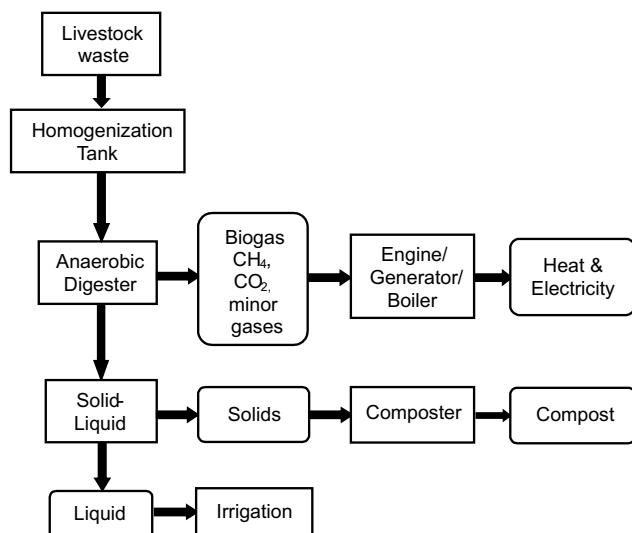 Livestock
waste
Homogenization
Tank
Anaerobic
Digester
Biogas
CH₄,
CO₂,
minor
gases
Engine/
Generator/
Boiler
Heat &
Electricity
Solid-
Liquid
Solids
Composter
Compost
Liquid
Irrigation